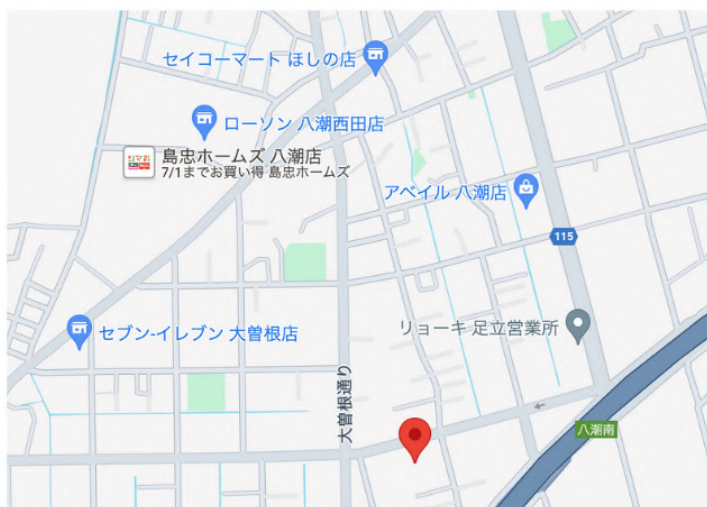 セイコーマート ほしの店
ローソン 八潮西田店
島忠ホームズ 八潮店
7/1までお買い得 島忠ホームズ
アベイル 八潮店
115
リョーキ 足立営業所
セブン-イレブン 大曽根店
大曽根通り
八潮南